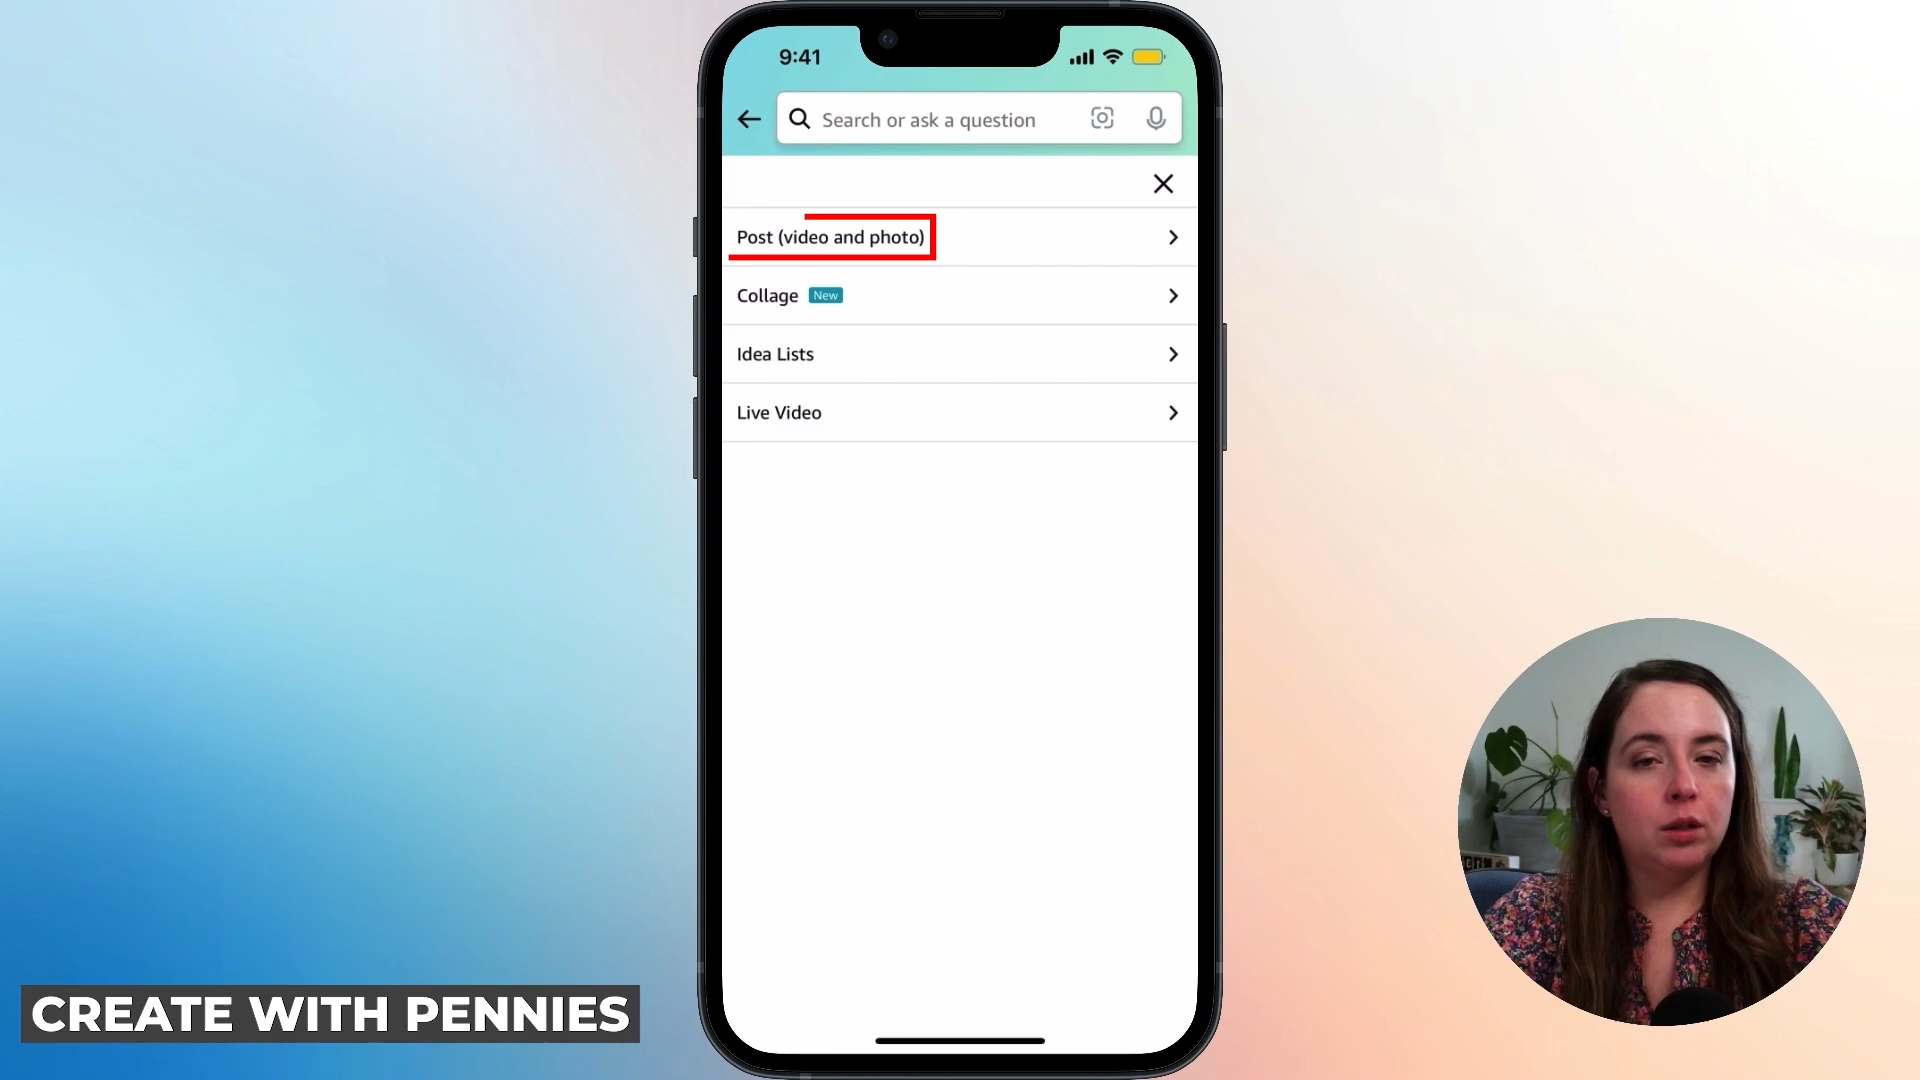 9:41
Search or ask a question
Post (video and photo)
Collage New
Idea Lists
Live Video
CREATE WITH PENNIES